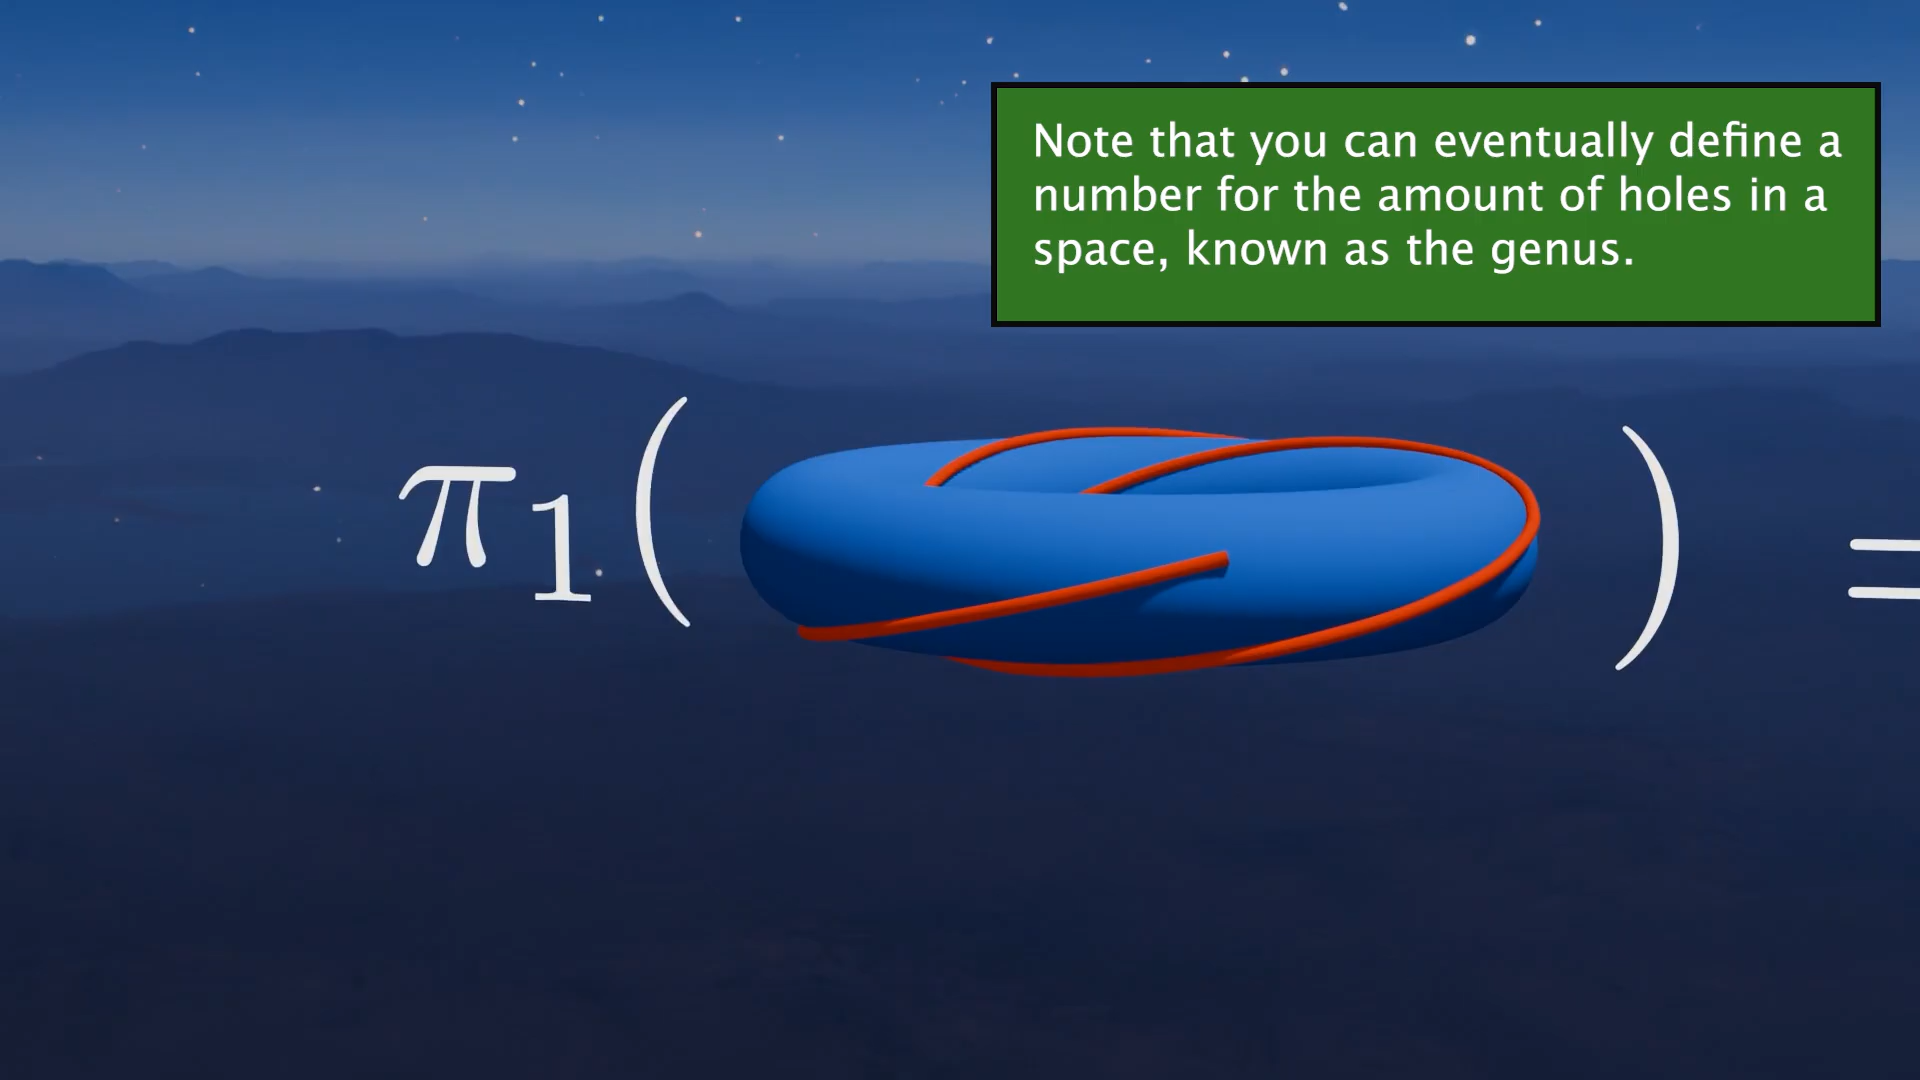 Note that you can eventually define a
number for the amount of holes in a
space, known as the genus.
π₁( ) =